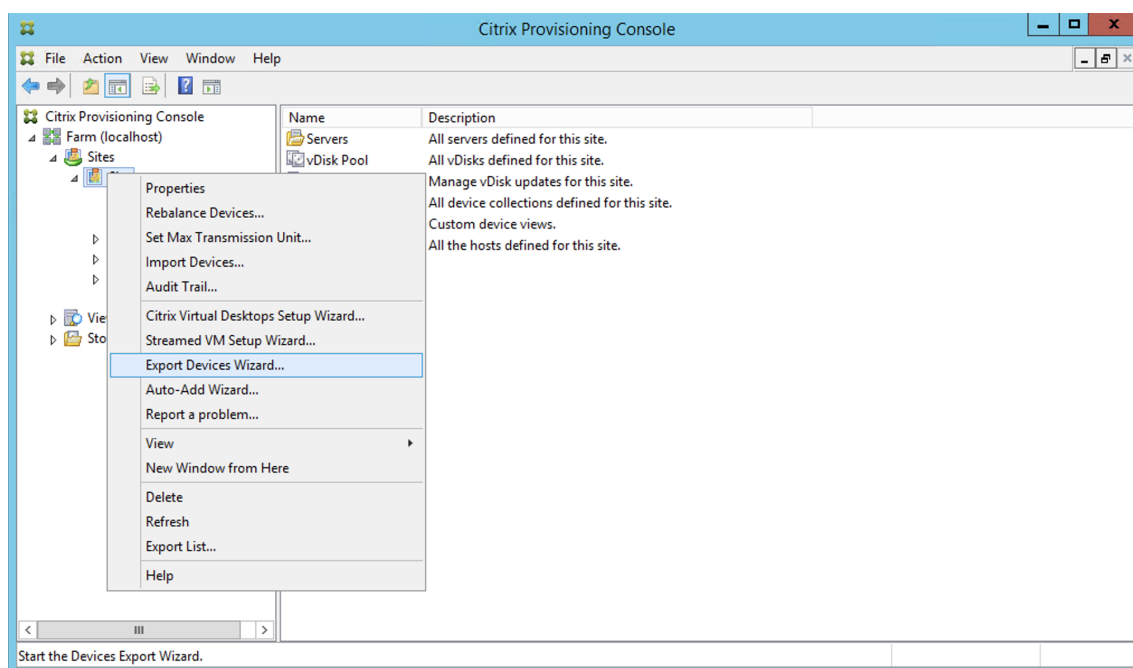 Citrix Provisioning Console
File Action View Window Help
Citrix Provisioning Console
Farm (localhost)
Sites
Vie
Sto
Name Description
Servers All servers defined for this site.
vDisk Pool All vDisks defined for this site.
Manage vDisk updates for this site.
All device collections defined for this site.
Custom device views.
All the hosts defined for this site.
Properties
Rebalance Devices...
Set Max Transmission Unit...
Import Devices...
Audit Trail...
Citrix Virtual Desktops Setup Wizard...
Streamed VM Setup Wizard...
Export Devices Wizard...
Auto-Add Wizard...
Report a problem...
View
New Window from Here
Delete
Refresh
Export List...
Help
Start the Devices Export Wizard.